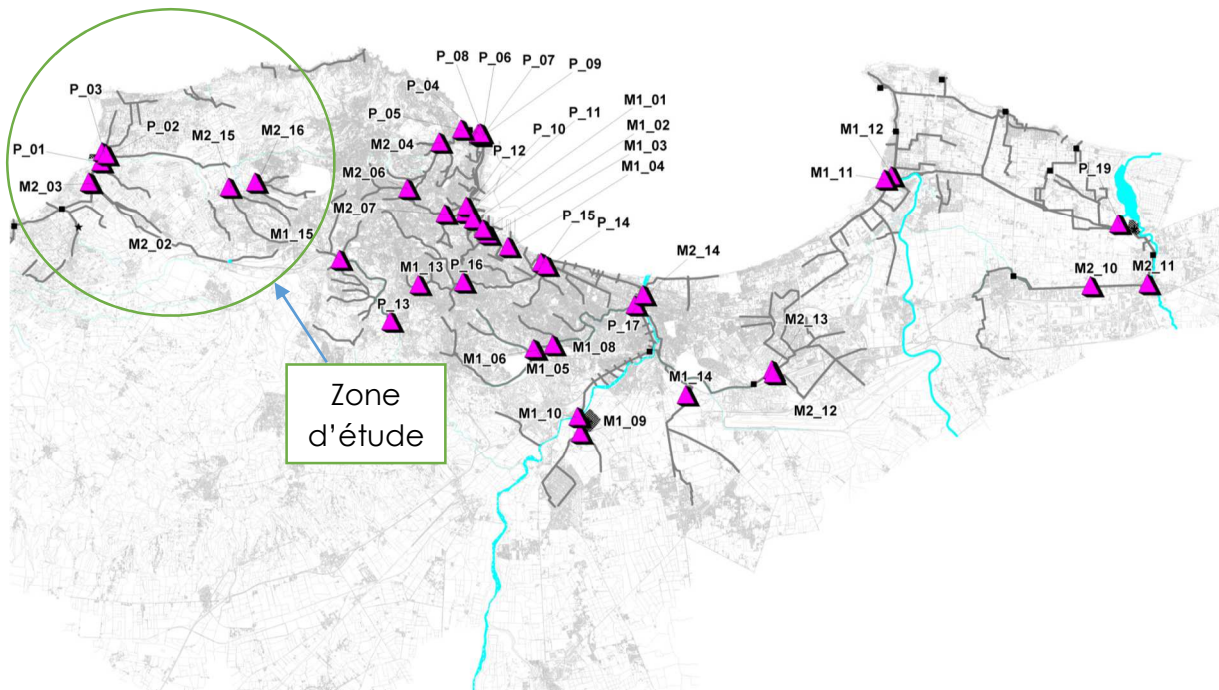 P_08
P_06
P_07
P_09
P_03
P_04
P_02
P_05
P_11
M1_01
M2_15
M2_16
M1_02
P_01
M2_04
P_10
M1_03
P_12
M1_04
M1_12
M2_03
M2_06
M1_11
P_19
M2_07
P_15
P_14
M1_15
M2_02
M2_14
M1_13
P_16
M2_10
M2_11
P_13
P_17
M2_13
M1_06
M1_08
M1_05
M1_14
M2_12
M1_10
M1_09
Zone
d’étude